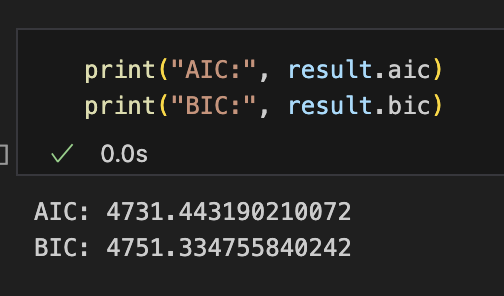 print("AIC:", result.aic)
print("BIC:", result.bic)
✓ 0.0s
AIC: 4731.443190210072
BIC: 4751.334755840242